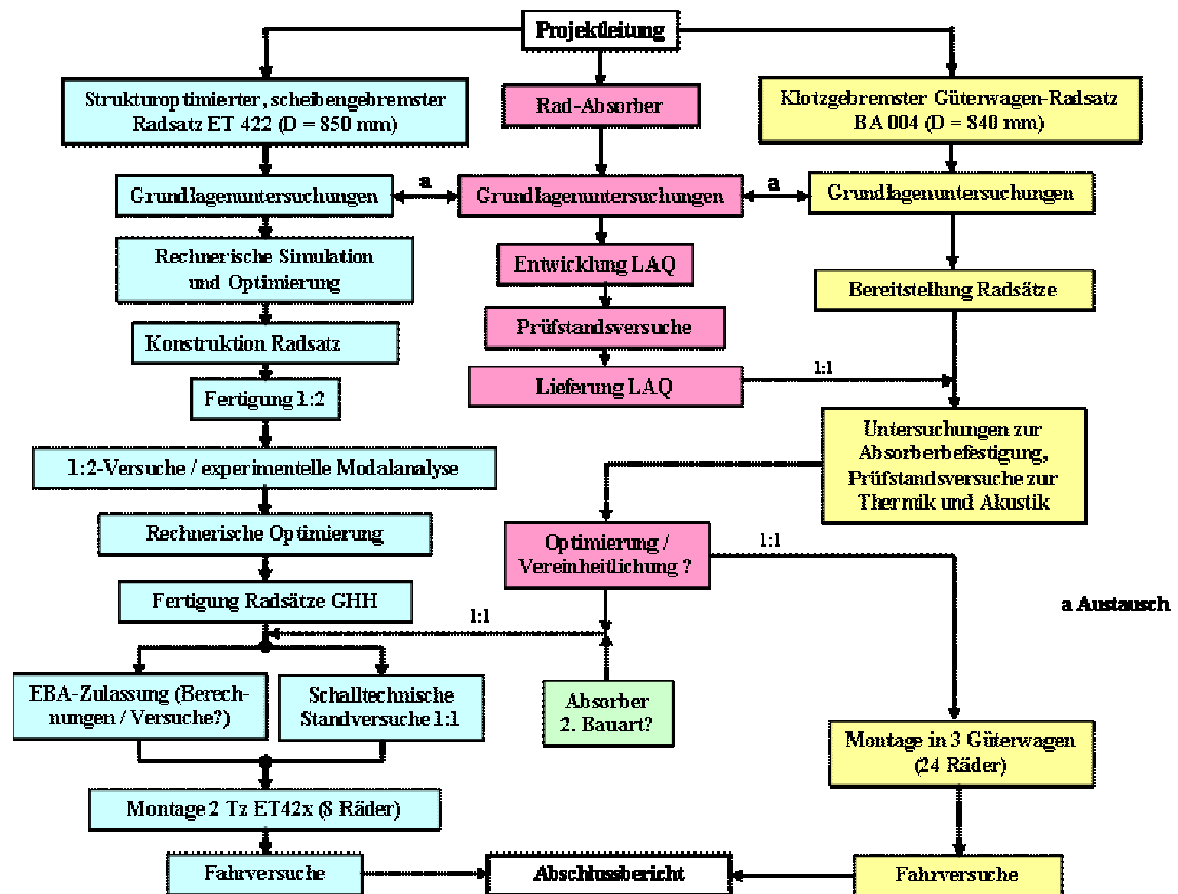 Projektleitung
Strukturoptimierter, scheibengebremster
Radsatz ET 422 (D = 850 mm)
Rad-Absorber
Klotzgebremster Güterwagen-Radsatz
BA 004 (D = 840 mm)
Grundlagenuntersuchungen
a
Grundlagenuntersuchungen
a
Grundlagenuntersuchungen
Rechnerische Simulation
und Optimierung
Entwicklung LAQ
Bereitstellung Radsätze
Konstruktion Radsatz
Prüfstandsversuche
Lieferung LAQ
1:1
Fertigung 1:2
Untersuchungen zur
Absorberbefestigung,
Prüfstandsversuche zur
Thermik und Akustik
1:2-Versuche / experimentelle Modalanalyse
Rechnerische Optimierung
Optimierung /
Vereinheitlichung ?
1:1
Fertigung Radsätze GHH
a Austausch
1:1
EBA-Zulassung (Berech-
nungen / Versuche?)
Schalltechnische
Standversuche 1:1
Absorber
2. Bauart?
Montage in 3 Güterwagen
(24 Räder)
Montage 2 Tz ET42x (8 Räder)
Fahrversuche
Abschlussbericht
Fahrversuche